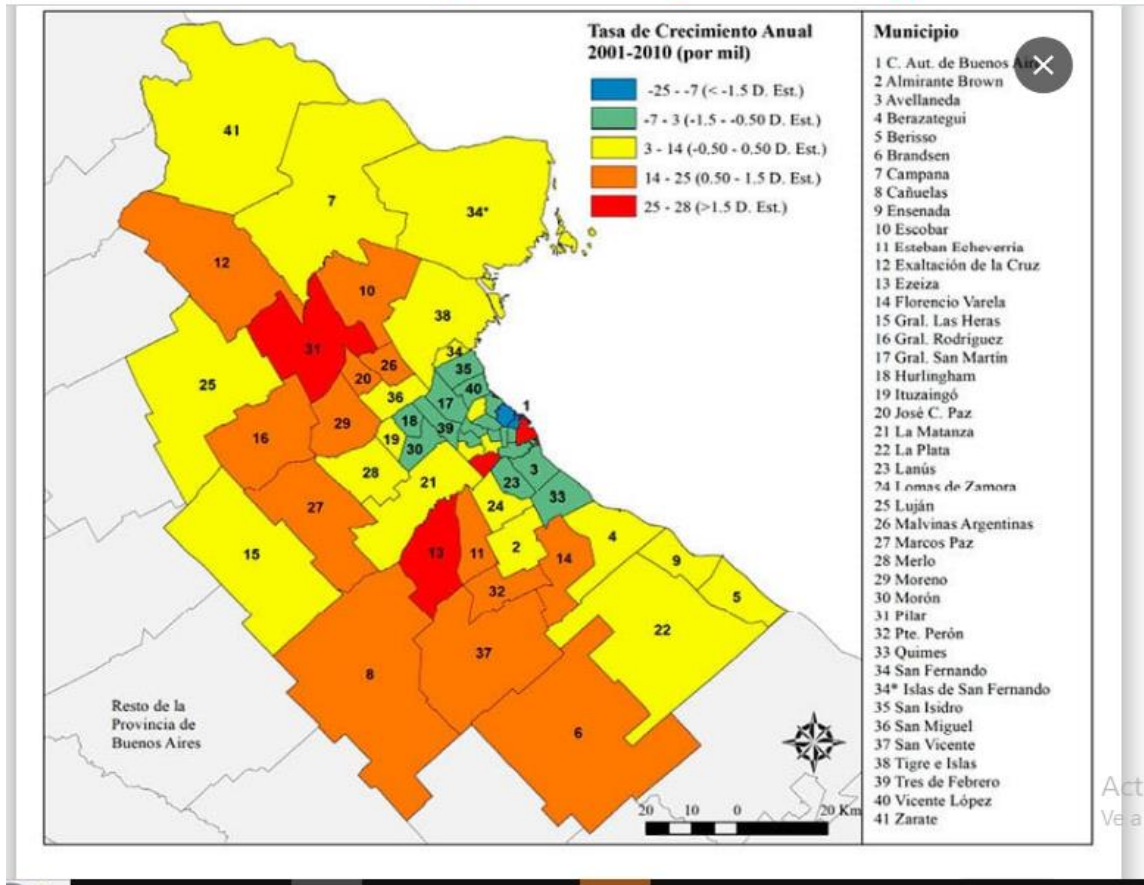 Tasa de Crecimiento Anual
2001-2010 (por mil)
-25 - -7 (< -1.5 D. Est.)
-7 - 3 (-1.5 - -0.50 D. Est.)
3 - 14 (-0.50 - 0.50 D. Est.)
14 - 25 (0.50 - 1.5 D. Est.)
25 - 28 (>1.5 D. Est.)
41
7
34*
12
10
38
31
34
35
26
20
40
1
25
36
17
18
39
29
19
30
16
3
28
21
23
33
24
27
4
2
15
13
11
14
9
32
5
22
37
8
6
Resto de la
Provincia de
Buenos Aires
20 10 0 20 Km
Municipio
1 C. Aut. de Buenos
2 Almirante Brown
3 Avellaneda
4 Berazategui
5 Berisso
6 Brandsen
7 Campana
8 Cañuelas
9 Ensenada
10 Escobar
11 Esteban Echeverría
12 Exaltación de la Cruz
13 Ezeiza
14 Florencio Varela
15 Gral. Las Heras
16 Gral. Rodríguez
17 Gral. San Martín
18 Hurlingham
19 Ituzaingó
20 José C. Paz
21 La Matanza
22 La Plata
23 Lanús
24 Lomas de Zamora
25 Luján
26 Malvinas Argentinas
27 Marcos Paz
28 Merlo
29 Moreno
30 Morón
31 Pilar
32 Pte. Perón
33 Quimes
34 San Fernando
34* Islas de San Fernando
35 San Isidro
36 San Miguel
37 San Vicente
38 Tigre e Islas
39 Tres de Febrero
40 Vicente López
41 Zarate
Act
Ve a